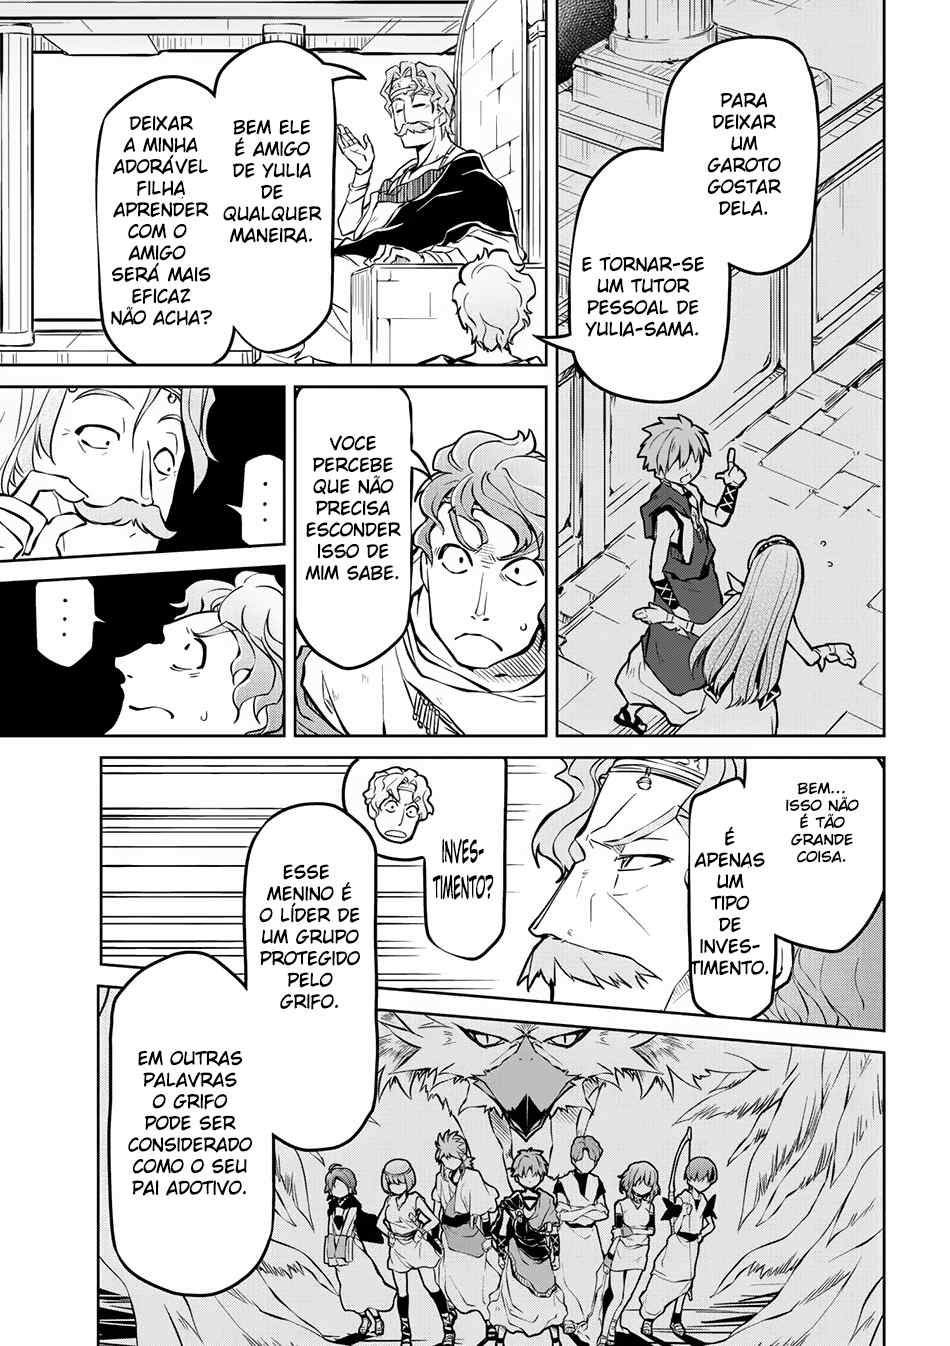 PARA
DEIXAR
UM
GAROTO
GOSTAR
DELA.
E TORNAR-SE
UM TUTOR
PESSOAL DE
YULIA-SAMA.
BEM ELE
É AMIGO
DE YULIA
DE
QUALQUER
MANEIRA.
DEIXAR
A MINHA
ADORÁVEL
FILHA
APRENDER
COM O
AMIGO
SERÁ MAIS
EFICAZ
NÃO ACHA?
VOCE
PERCEBE
QUE NÃO
PRECISA
ESCONDER
ISSO DE
MIM SABE.
...
...
BEM...
ISSO NÃO
É TÃO
GRANDE
COISA.
É
APENAS
UM
TIPO
DE
INVES-
TIMENTO.
INVES-
TIMENTO?
ESSE
MENINO É
O LÍDER DE
UM GRUPO
PROTEGIDO
PELO
GRIFO.
EM OUTRAS
PALAVRAS
O GRIFO
PODE SER
CONSIDERADO
COMO O SEU
PAI ADOTIVO.